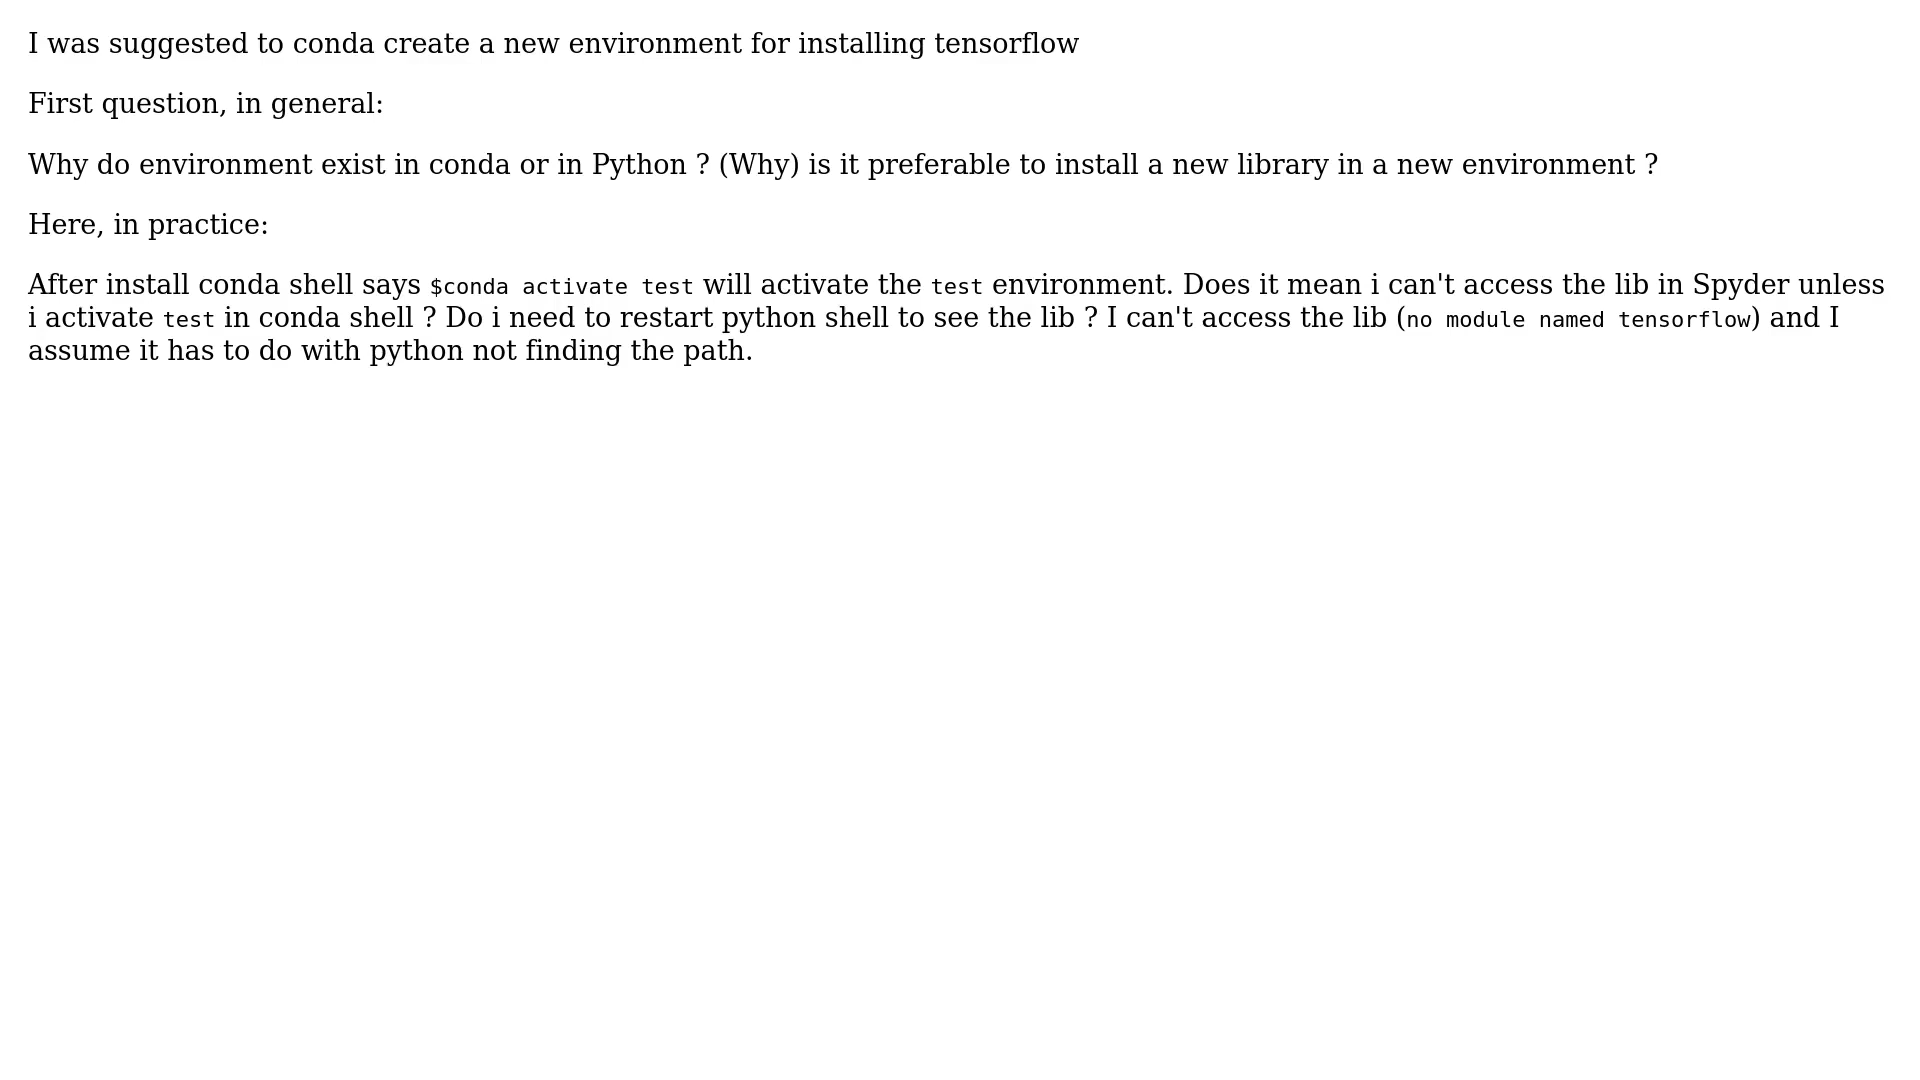 I was suggested to conda create a new environment for installing tensorflow
First question, in general:
Why do environment exist in conda or in Python ? (Why) is it preferable to install a new library in a new environment ?
Here, in practice:
After install conda shell says $conda activate test will activate the test environment. Does it mean i can't access the lib in Spyder unless
i activate test in conda shell ? Do i need to restart python shell to see the lib ? I can't access the lib (no module named tensorflow) and I
assume it has to do with python not finding the path.